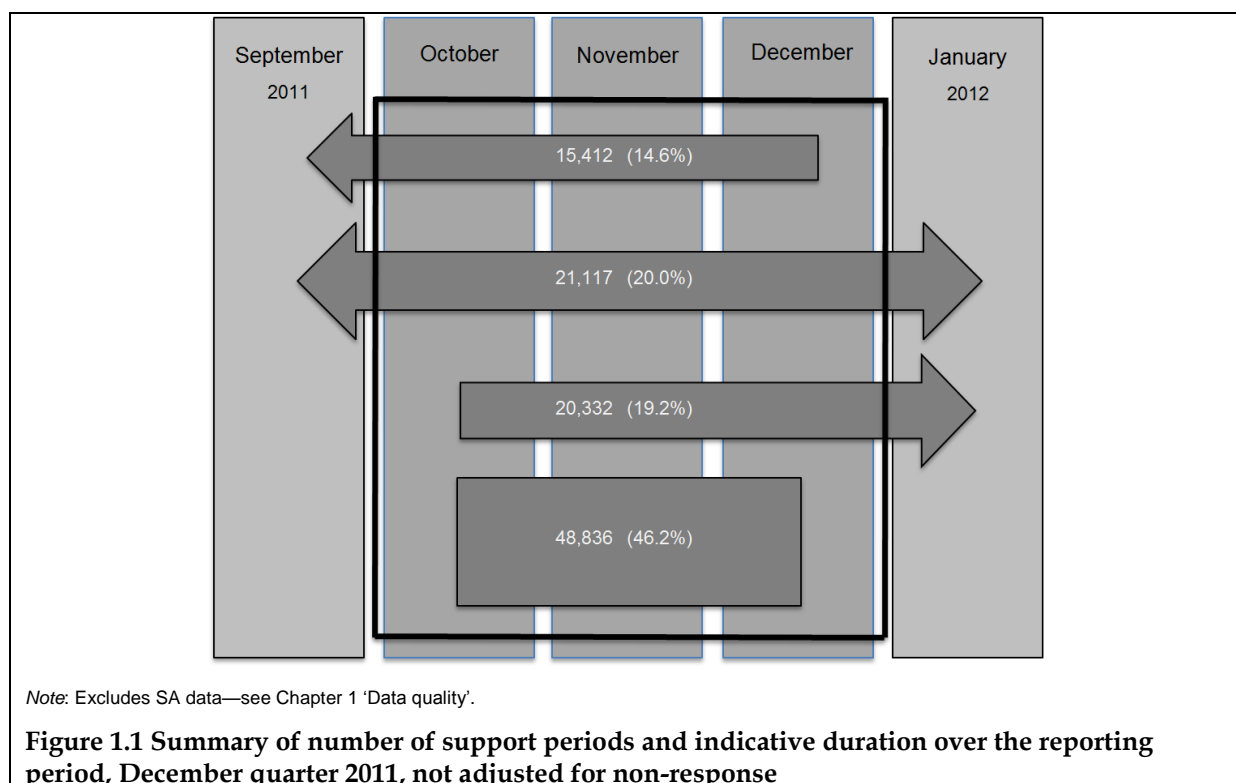 September
2011
October
November
December
January
2012
15,412 (14.6%)
21,117 (20.0%)
20,332 (19.2%)
48,836 (46.2%)
Note: Excludes SA data—see Chapter 1 ‘Data quality’.
Figure 1.1 Summary of number of support periods and indicative duration over the reporting
period, December quarter 2011, not adjusted for non-response